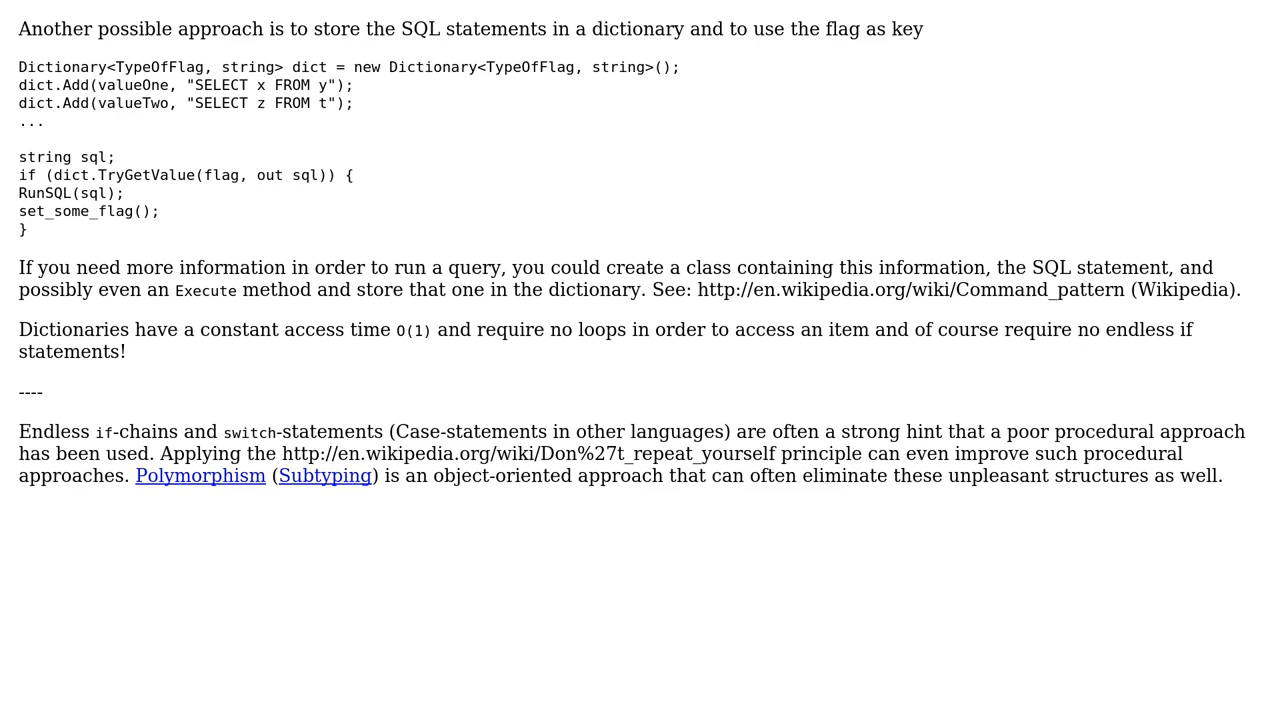 Another possible approach is to store the SQL statements in a dictionary and to use the flag as key
Dictionary<TypeOfFlag, string> dict = new Dictionary<TypeOfFlag, string>();
dict.Add(valueOne, "SELECT x FROM y");
dict.Add(valueTwo, "SELECT z FROM t");
...
string sql;
if (dict.TryGetValue(flag, out sql)) {
RunSQL(sql);
set_some_flag();
}
If you need more information in order to run a query, you could create a class containing this information, the SQL statement, and
possibly even an Execute method and store that one in the dictionary. See: http://en.wikipedia.org/wiki/Command_pattern (Wikipedia).
Dictionaries have a constant access time O(1) and require no loops in order to access an item and of course require no endless if
statements!
----
Endless if-chains and switch-statements (Case-statements in other languages) are often a strong hint that a poor procedural approach
has been used. Applying the http://en.wikipedia.org/wiki/Don%27t_repeat_yourself principle can even improve such procedural
approaches. Polymorphism (Subtyping) is an object-oriented approach that can often eliminate these unpleasant structures as well.